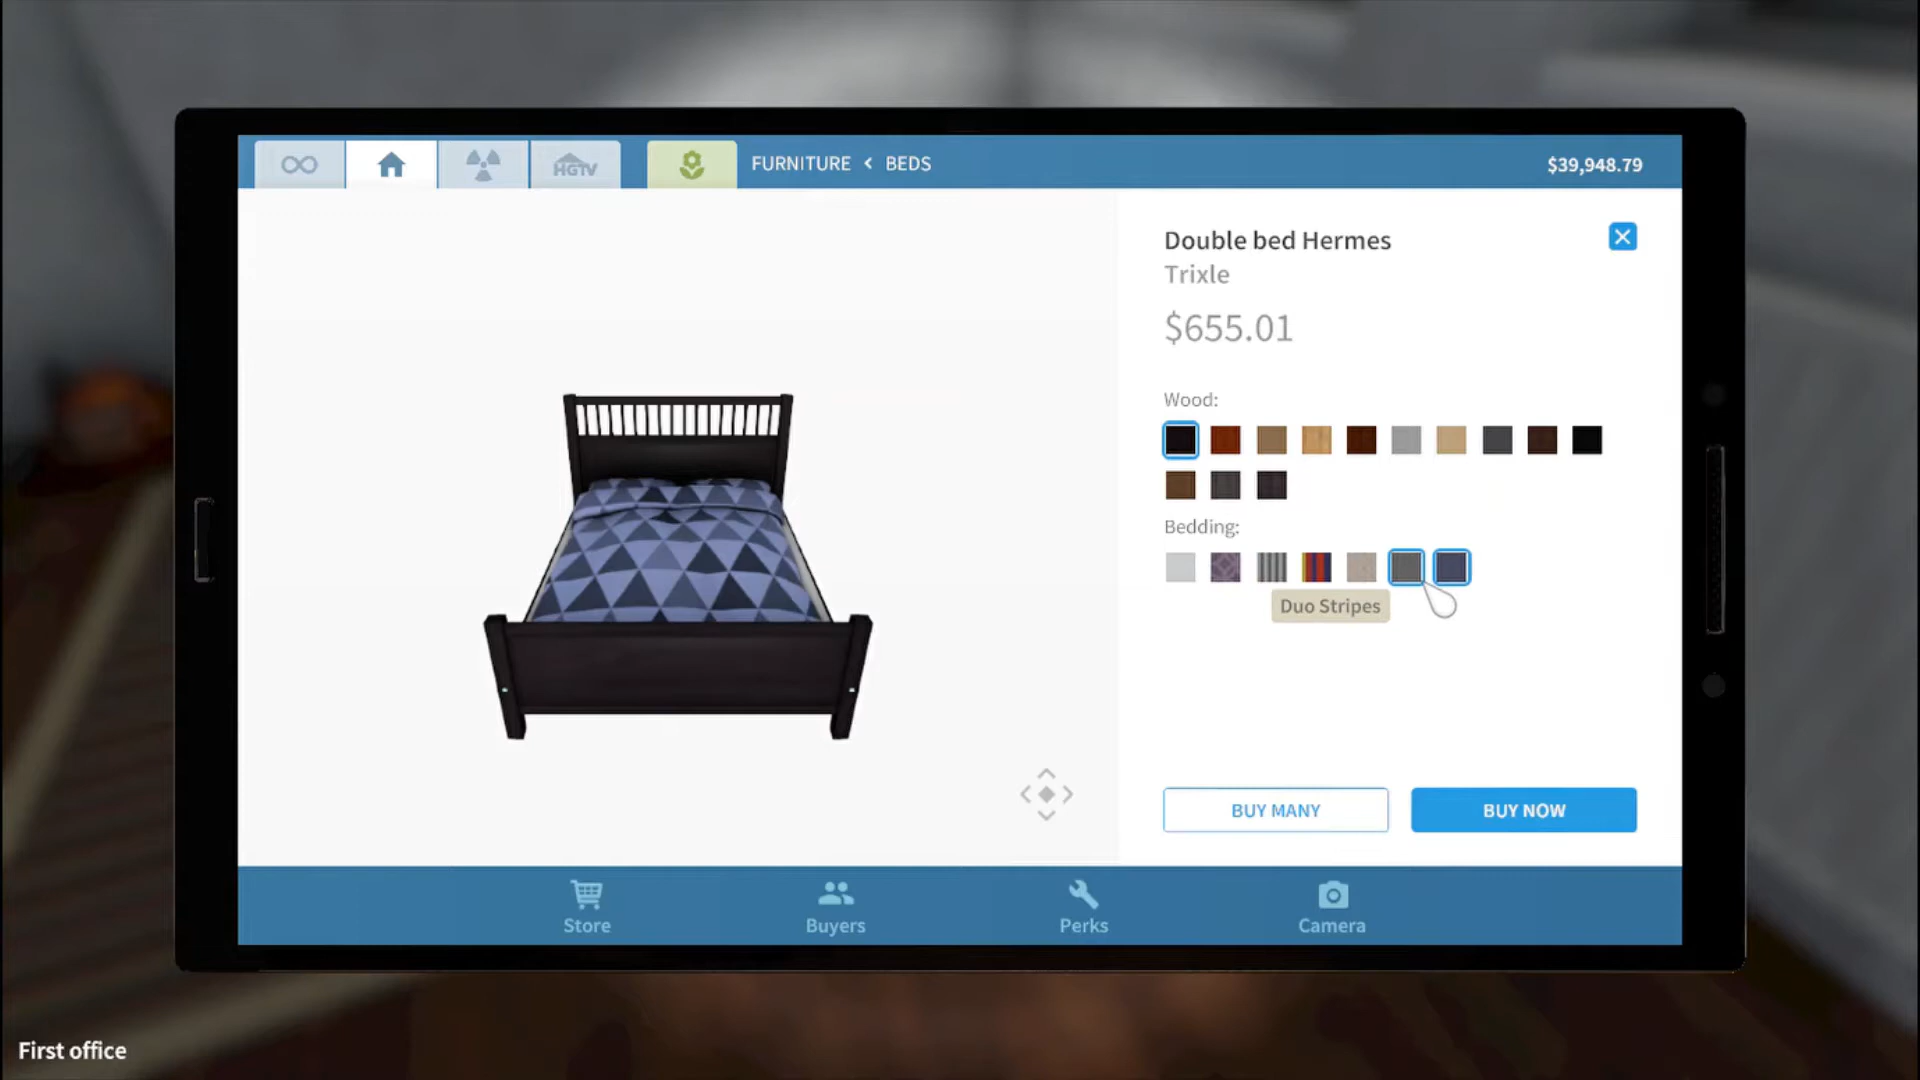 HGTV
FURNITURE < BEDS
$39,948.79
Double bed Hermes
Trixle
$655.01
Wood:
Bedding:
Duo Stripes
BUY MANY
BUY NOW
Store
Buyers
Perks
Camera
First office